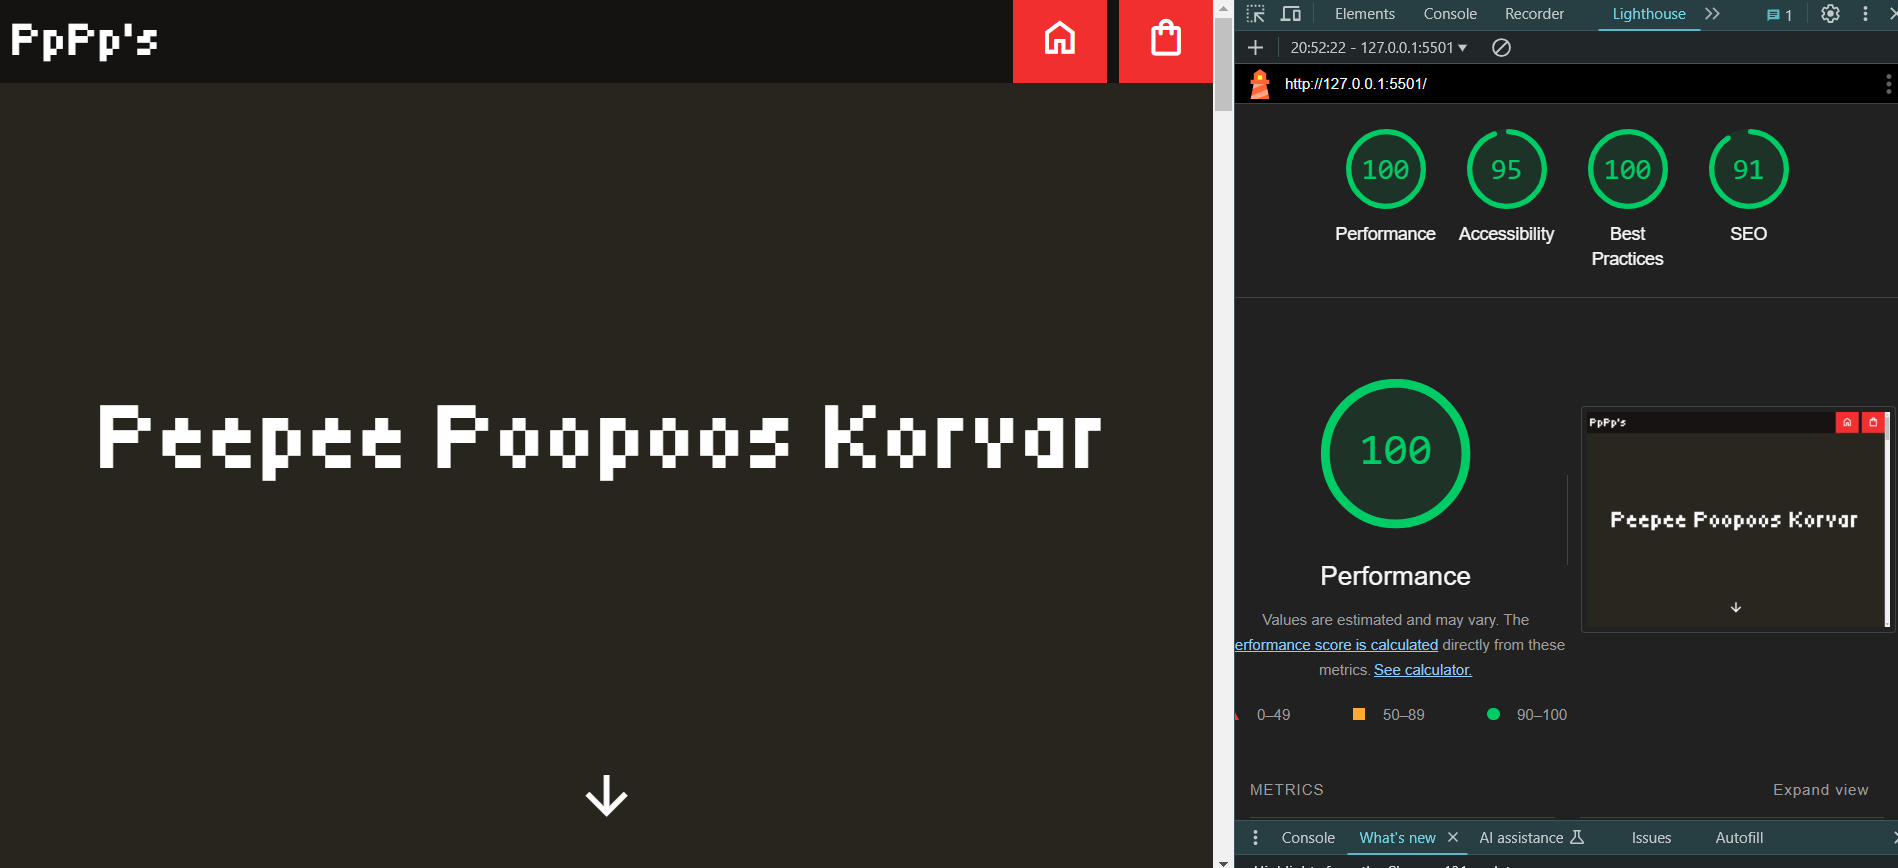 PpPp's
Peepee Poopoos Korvar
Elements Console Recorder Lighthouse 1
20:52:22 - 127.0.0.1:5501
http://127.0.0.1:5501/
100 95 100 91
Performance Accessibility Best Practices SEO
100
PpPp's
Peepee Poopoos Korvar
Performance
Values are estimated and may vary. The
erformance score is calculated directly from these
metrics. See calculator.
0–49 50–89 90–100
METRICS Expand view
Console What's new AI assistance Issues Autofill